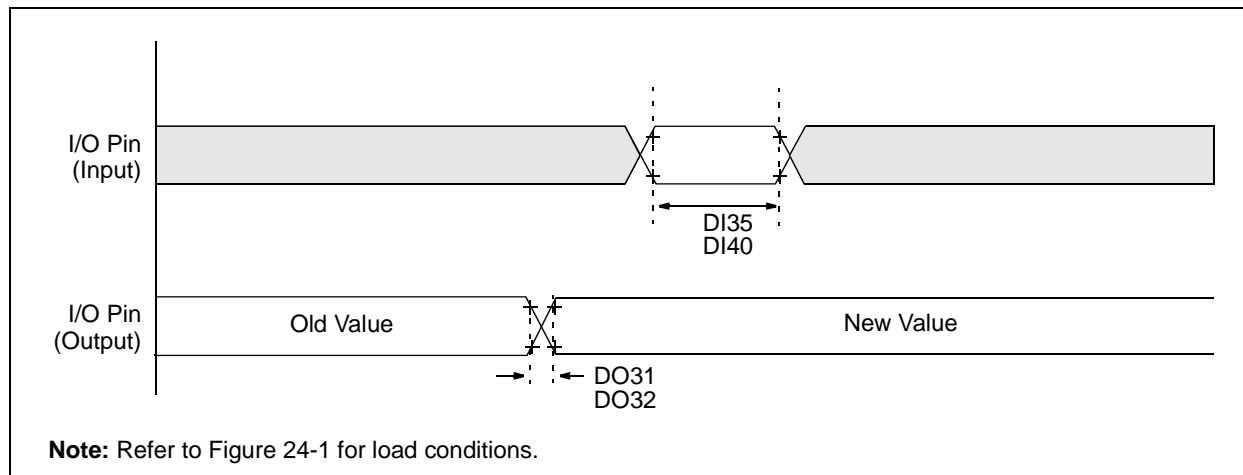 I/O Pin
(Input)
DI35
DI40
I/O Pin
(Output)
Old Value
New Value
DO31
DO32
Note: Refer to Figure 24-1 for load conditions.